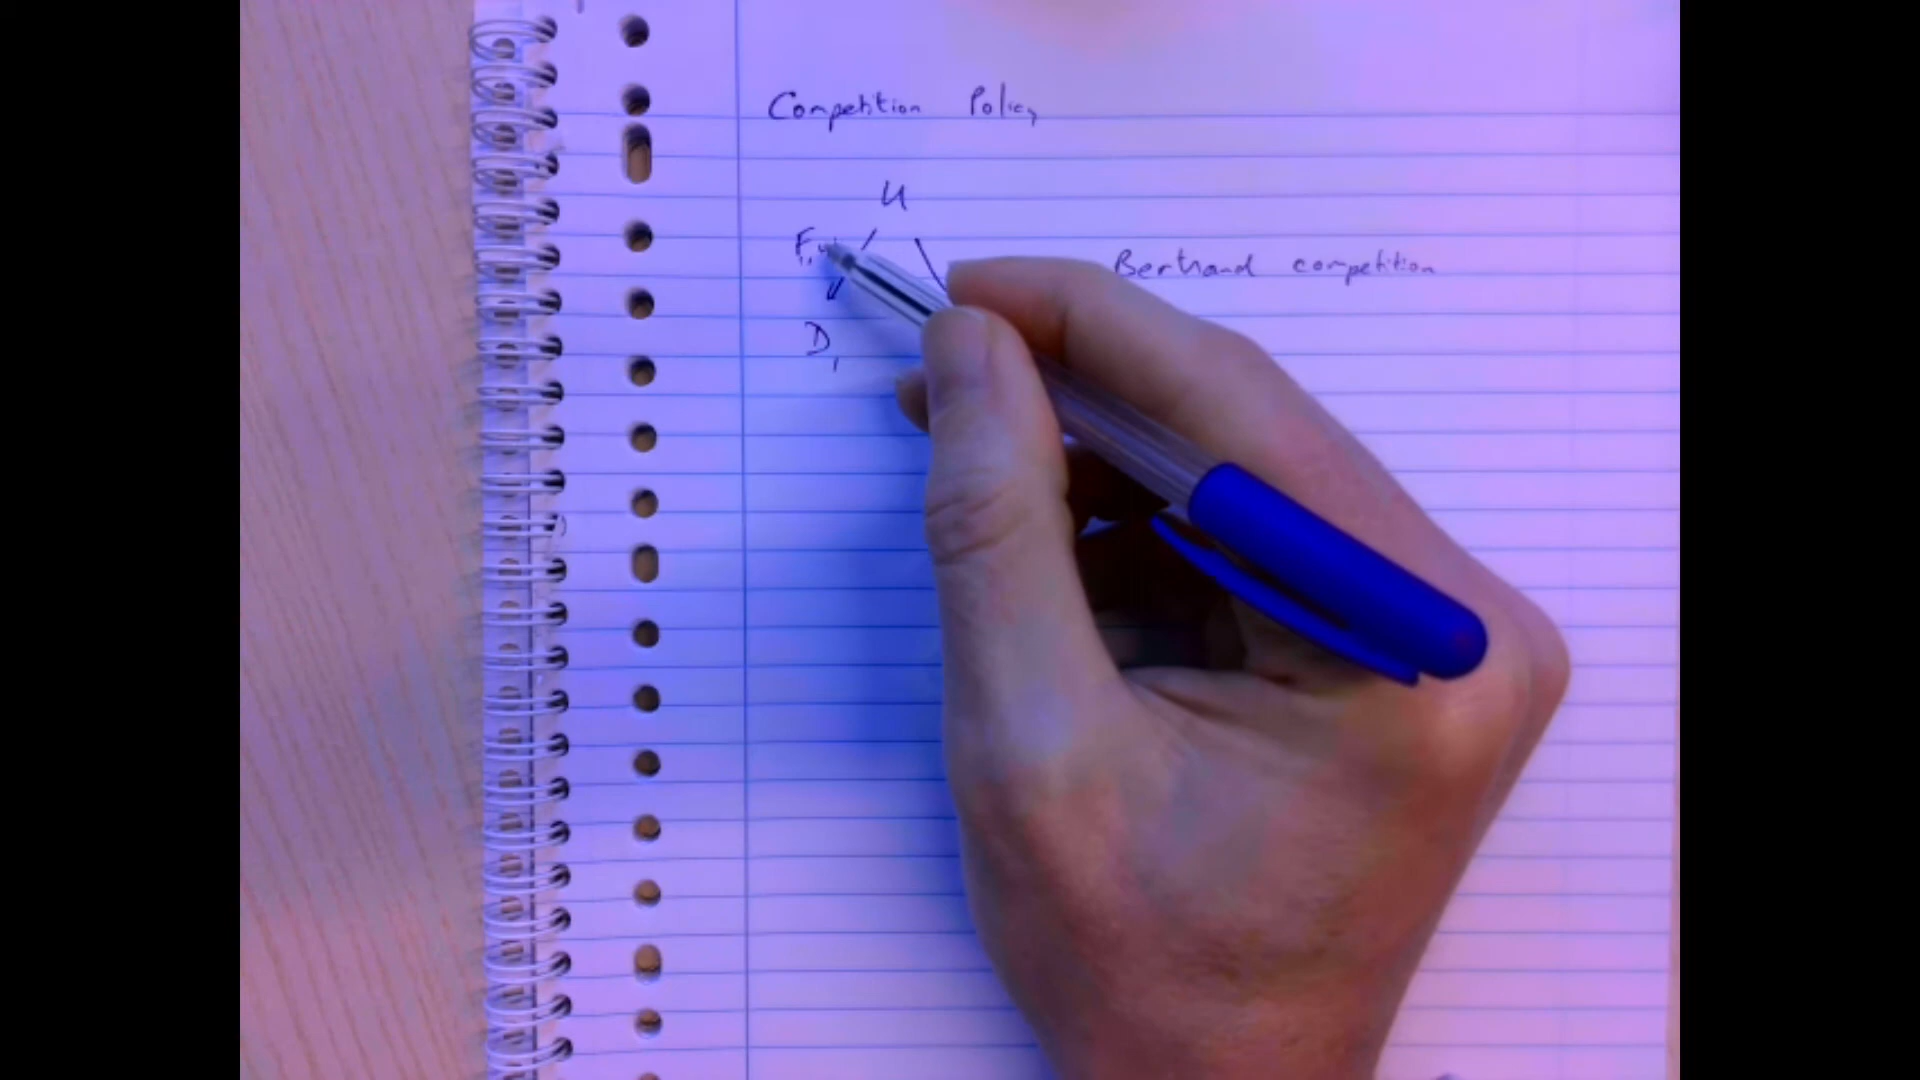 Competition Policy
U
F₁,
Bertrand competition
D₁